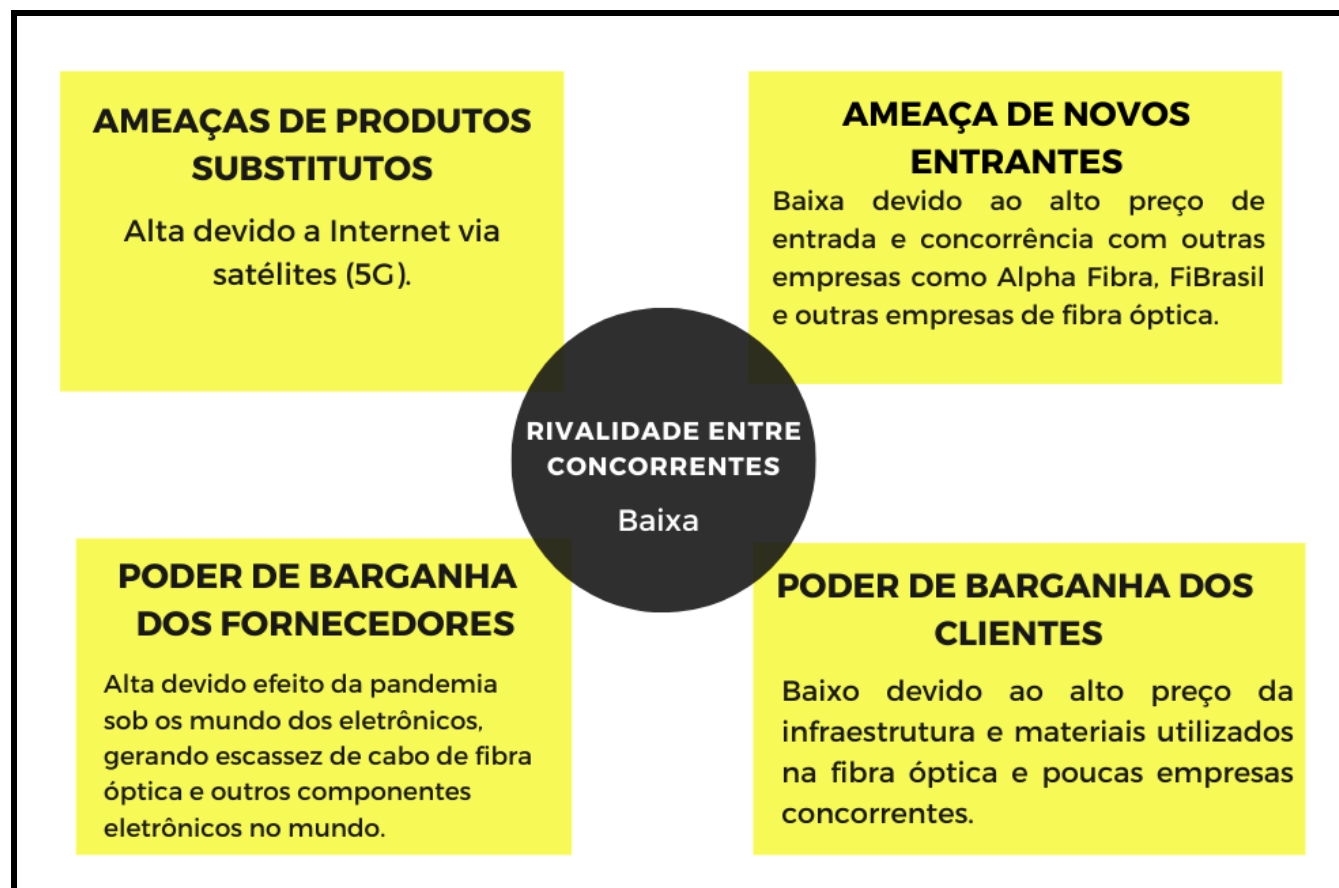 AMEAÇAS DE PRODUTOS
SUBSTITUTOS
Alta devido a Internet via
satélites (5G).
AMEAÇA DE NOVOS
ENTRANTES
Baixa devido ao alto preço de
entrada e concorrência com outras
empresas como Alpha Fibra, FiBrasil
e outras empresas de fibra óptica.
RIVALIDADE ENTRE
CONCORRENTES
Baixa
PODER DE BARGANHA
DOS FORNECEDORES
Alta devido efeito da pandemia
sob os mundo dos eletrônicos,
gerando escassez de cabo de fibra
óptica e outros componentes
eletrônicos no mundo.
PODER DE BARGANHA DOS
CLIENTES
Baixo devido ao alto preço da
infraestrutura e materiais utilizados
na fibra óptica e poucas empresas
concorrentes.